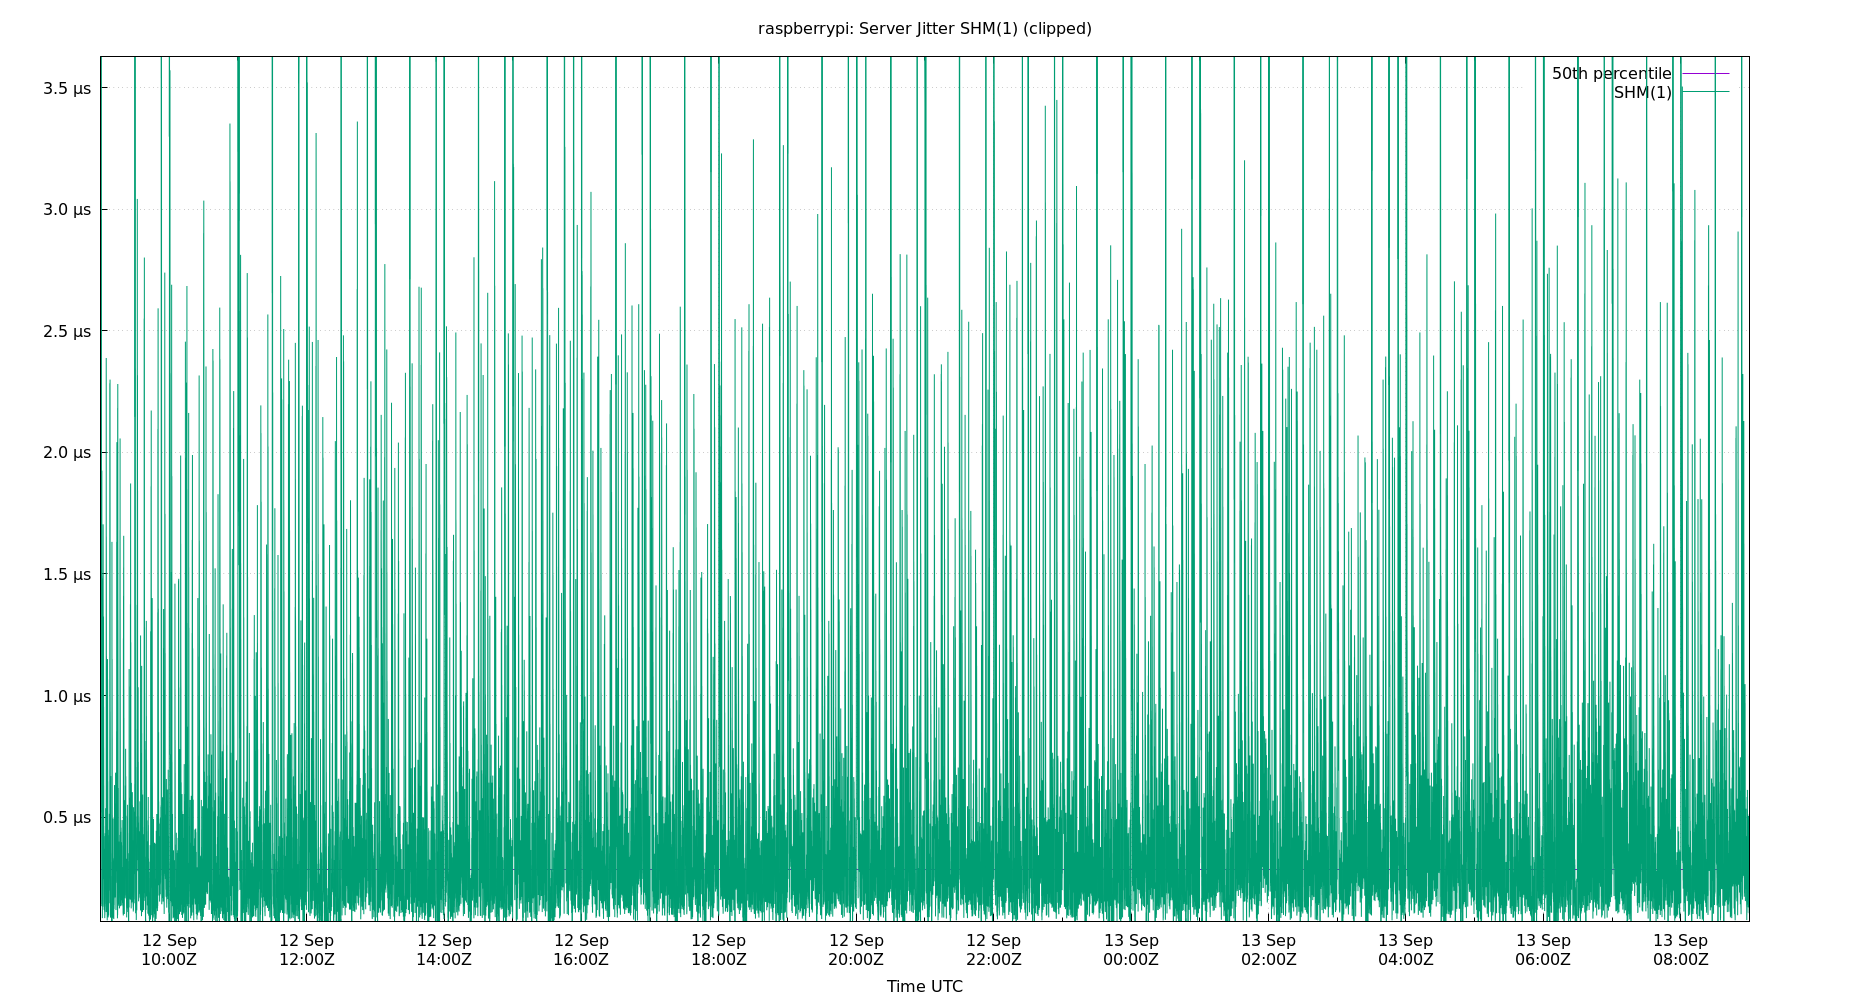 raspberrypi: Server Jitter SHM(1) (clipped)
50th percentile
SHM(1)
3.5 μs
3.0 μs
2.5 μs
2.0 μs
1.5 μs
1.0 μs
0.5 μs
12 Sep 12 Sep 12 Sep 12 Sep 12 Sep 12 Sep 12 Sep 13 Sep 13 Sep 13 Sep 13 Sep 13 Sep
10:00Z 12:00Z 14:00Z 16:00Z 18:00Z 20:00Z 22:00Z 00:00Z 02:00Z 04:00Z 06:00Z 08:00Z
Time UTC